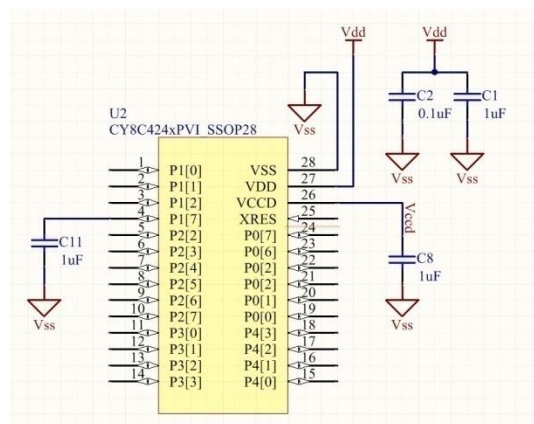 Vdd
Vdd
U2
CY8C424xPVI_SSOP28
Vss
C2
0.1uF
C1
1uF
Vss
Vss
1 P1[0] VSS 28
2 P1[1] VDD 27
3 P1[2] VCCD 26
4 P1[7] XRES 25
5 P2[2] P0[7] 24
6 P2[3] P0[6] 23
7 P2[4] P0[2] 22
8 P2[5] P0[2] 21
9 P2[6] P0[1] 20
10 P2[7] P0[0] 19
11 P3[0] P4[3] 18
12 P3[1] P4[2] 17
13 P3[2] P4[1] 16
14 P3[3] P4[0] 15
C11
1uF
Vss
Vccd
C8
1uF
Vss